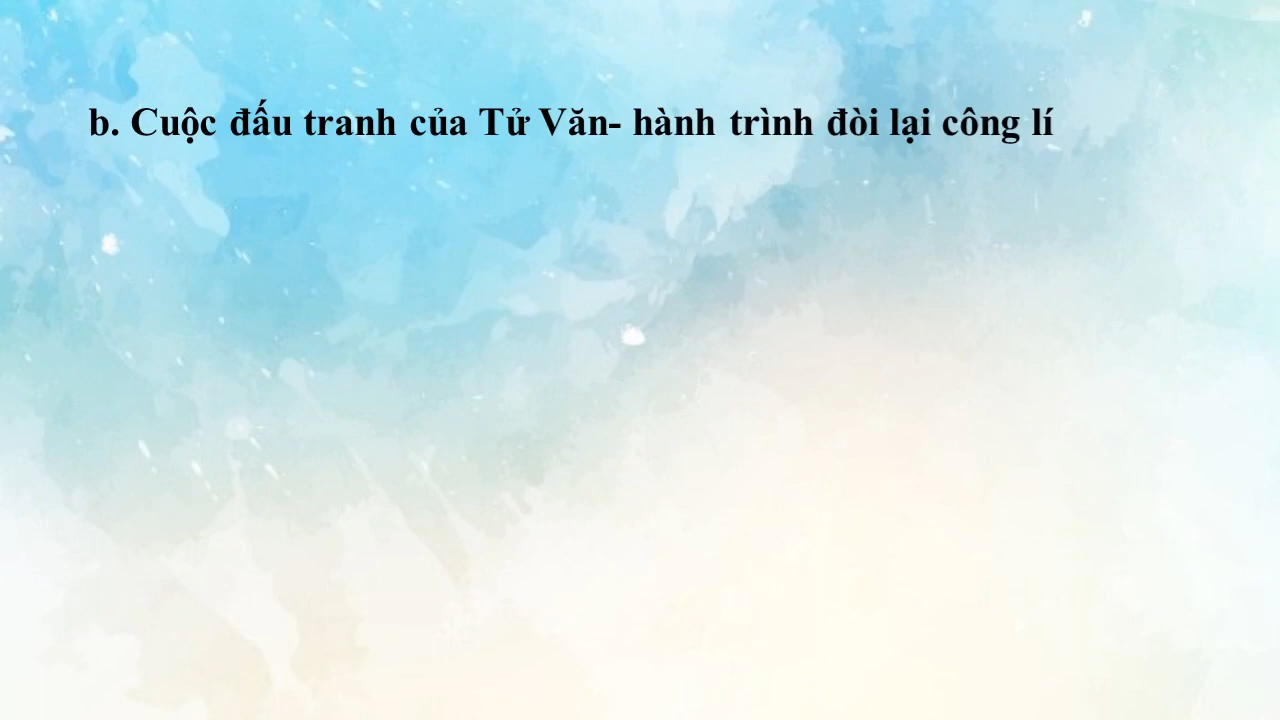 b. Cuộc đấu tranh của Tử Văn- hành trình đòi lại công lí